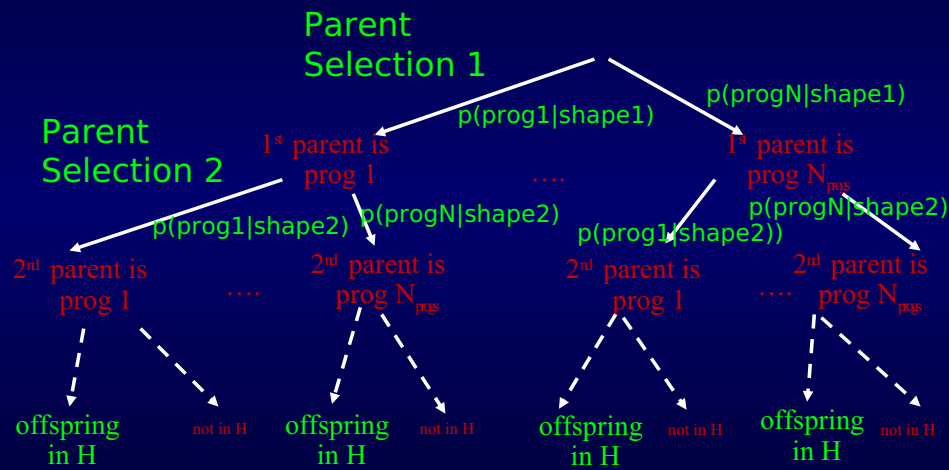 Parent
Selection 1
p(progN|shape1)
p(prog1|shape1)
Parent
Selection 2
1st parent is
prog 1
.....
1st parent is
prog Nprogs
p(prog1|shape2)
p(progN|shape2)
p(prog1|shape2))
p(progN|shape2)
2nd parent is
prog 1
....
2nd parent is
prog Nprogs
2nd parent is
prog 1
....
2nd parent is
prog Nprogs
offspring
in H
not in H
offspring
in H
not in H
offspring
in H
not in H
offspring
in H
not in H